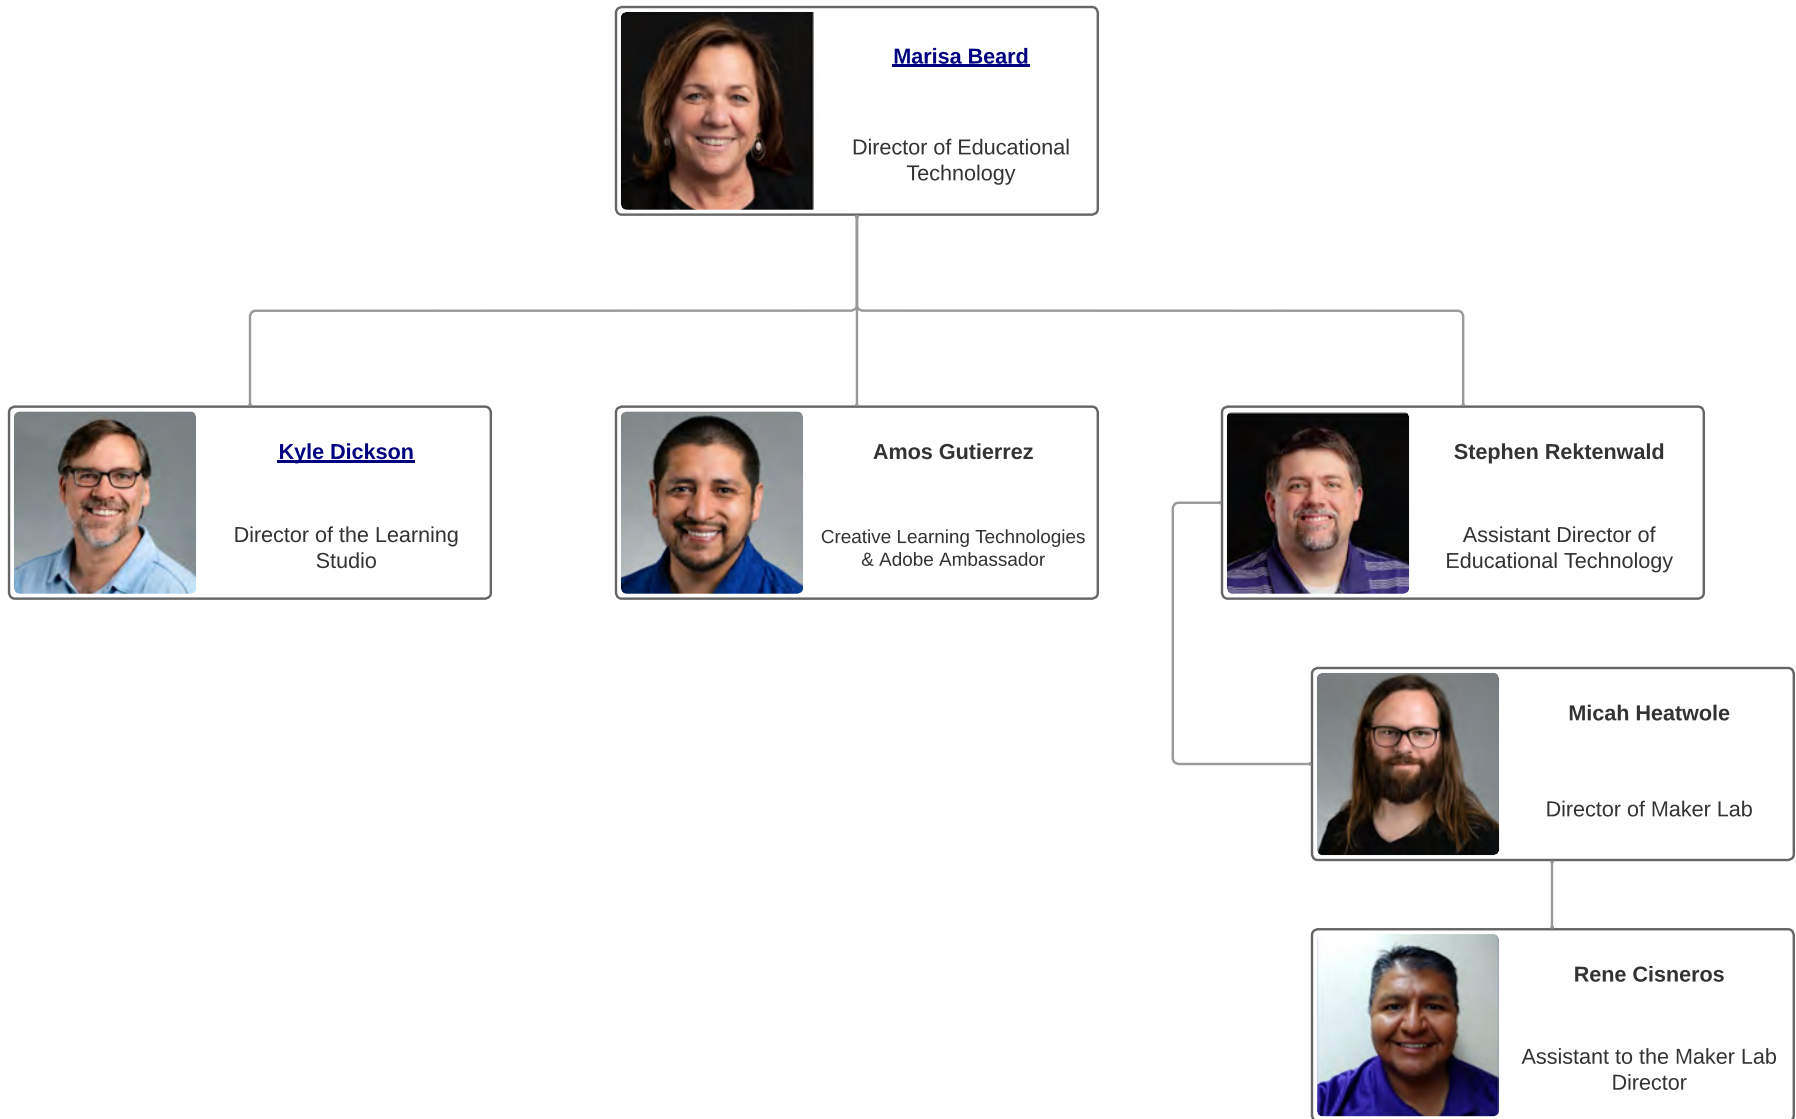 Marisa Beard
Director of Educational
Technology
Kyle Dickson
Director of the Learning
Studio
Amos Gutierrez
Creative Learning Technologies
& Adobe Ambassador
Stephen Rektenwald
Assistant Director of
Educational Technology
Micah Heatwole
Director of Maker Lab
Rene Cisneros
Assistant to the Maker Lab
Director